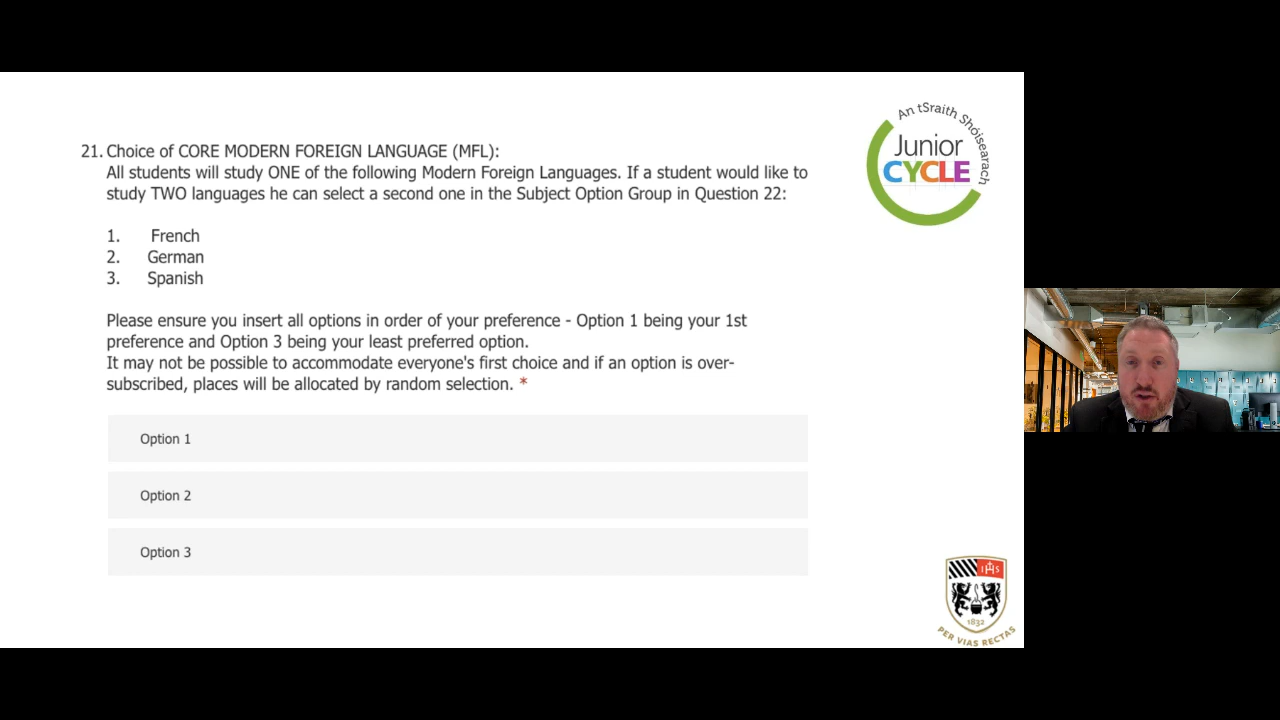 21. Choice of CORE MODERN FOREIGN LANGUAGE (MFL):
All students will study ONE of the following Modern Foreign Languages. If a student would like to
study TWO languages he can select a second one in the Subject Option Group in Question 22:
1. French
2. German
3. Spanish
Please ensure you insert all options in order of your preference - Option 1 being your 1st
preference and Option 3 being your least preferred option.
It may not be possible to accommodate everyone's first choice and if an option is over-
subscribed, places will be allocated by random selection. *
Option 1
Option 2
Option 3
An tSraith Shóisearach
Junior
CYCLE
IHS
1832
PER VIAS RECTAS